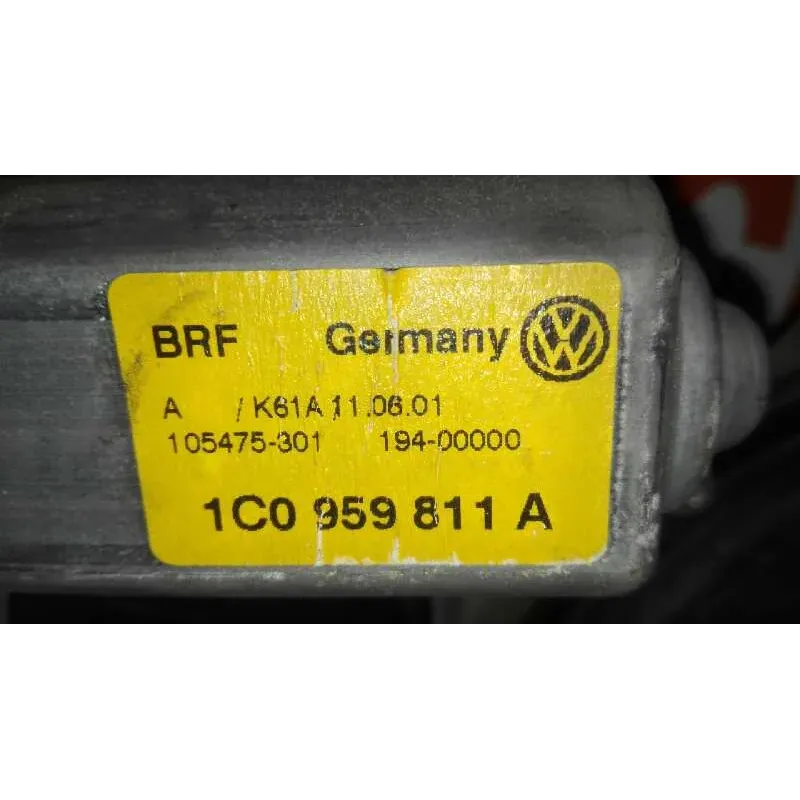 BRF Germany
A / K61A 11.06.01
105475-301 194-00000
1C0 959 811 A